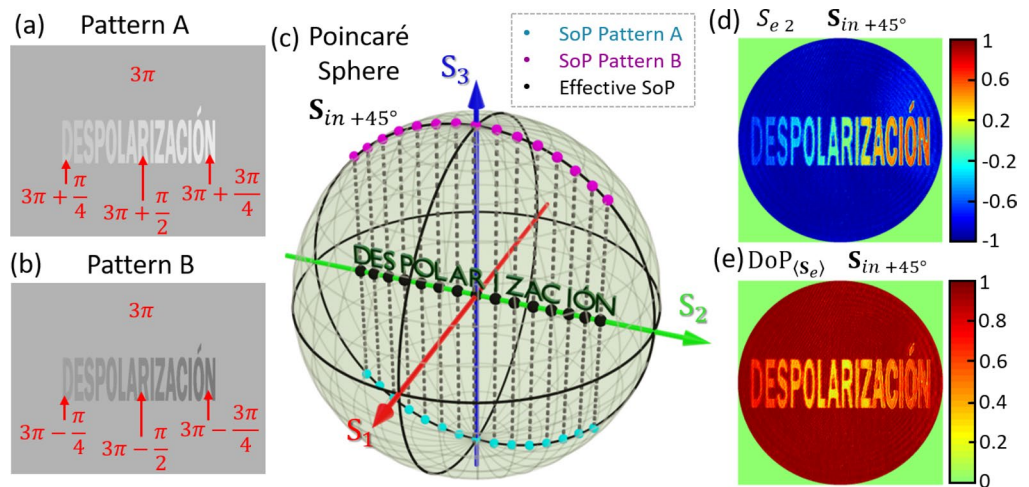 (a) Pattern A
3π
DESPOLARIZACIÓN
3π + π/4
3π + π/2
3π + 3π/4
(b) Pattern B
3π
DESPOLARIZACIÓN
3π − π/4
3π − π/2
3π − 3π/4
(c) Poincaré
Sphere
S_in +45°
SoP Pattern A
SoP Pattern B
Effective SoP
S₃
DESPOLARIZACIÓN
S₂
S₁
(d) S_e 2 S_in +45°
DESPOLARIZACIÓN
1
0.6
0.2
-0.2
-0.6
-1
(e) DoP_⟨S_e⟩ S_in +45°
DESPOLARIZACIÓN
1
0.8
0.6
0.4
0.2
0